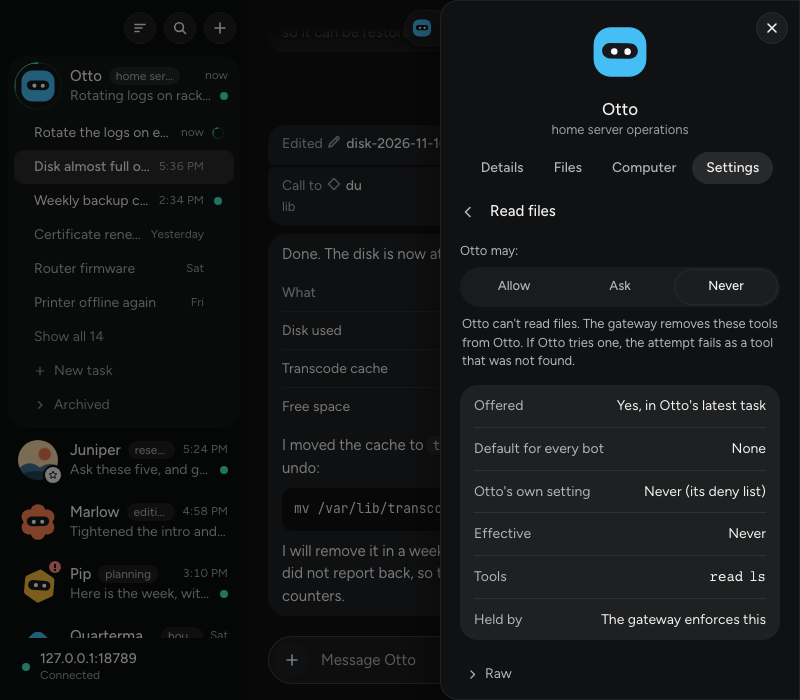 Otto
home ser...
now
Rotating logs on rack...
Rotate the logs on e...
now
Disk almost full o...
5:36 PM
Weekly backup c...
2:34 PM
Certificate rene...
Yesterday
Router firmware
Sat
Printer offline again
Fri
Show all 14
New task
Archived
Juniper
rese...
5:24 PM
Ask these five, and g...
Marlow
editi...
4:58 PM
Tightened the intro and...
Pip
planning
3:10 PM
Here is the week, wit...
Quarterma
hou
Sat
127.0.0.1:18789
Connected
so it can be restor
Edited disk-2026-11-1
Call to du
lib
Done. The disk is now at
What
Disk used
Transcode cache
Free space
I moved the cache to
undo:
mv /var/lib/transco
I will remove it in a week
did not report back, so t
counters.
Message Otto
Otto
home server operations
Details
Files
Computer
Settings
Read files
Otto may:
Allow
Ask
Never
Otto can't read files. The gateway removes these tools
from Otto. If Otto tries one, the attempt fails as a tool
that was not found.
Offered
Yes, in Otto's latest task
Default for every bot
None
Otto's own setting
Never (its deny list)
Effective
Never
Tools
read ls
Held by
The gateway enforces this
Raw